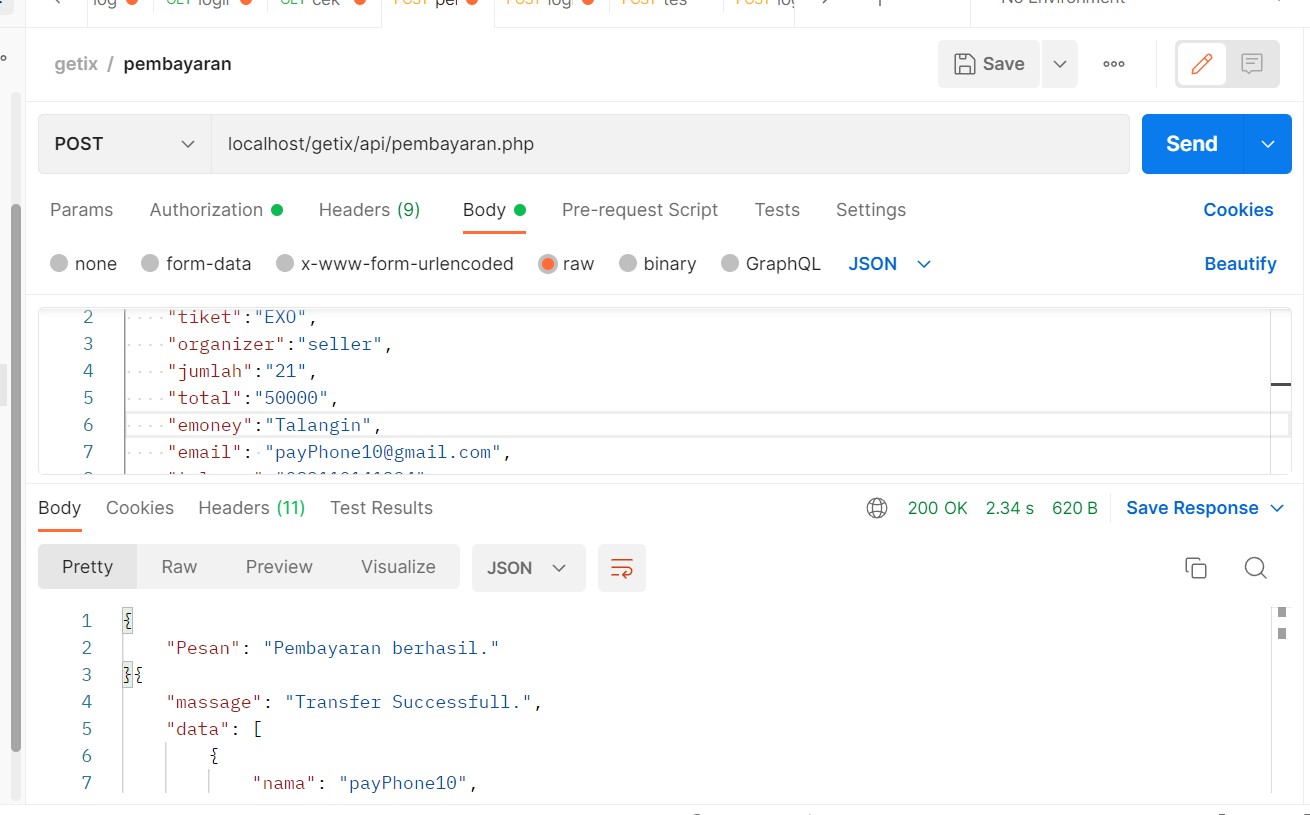 POST
No Environment
getix / pembayaran
Save
POST
localhost/getix/api/pembayaran.php
Send
Params Authorization Headers (9) Body Pre-request Script Tests Settings Cookies
none form-data x-www-form-urlencoded raw binary GraphQL JSON Beautify
2 "tiket":"EXO",
3 "organizer":"seller",
4 "jumlah":"21",
5 "total":"50000",
6 "emoney":"Talangin",
7 "email": "payPhone10@gmail.com",
Body Cookies Headers (11) Test Results 200 OK 2.34 s 620 B Save Response
Pretty Raw Preview Visualize JSON
1 {
2 "Pesan": "Pembayaran berhasil."
3 }{
4 "massage": "Transfer Successfull.",
5 "data": [
6 {
7 "nama": "payPhone10",